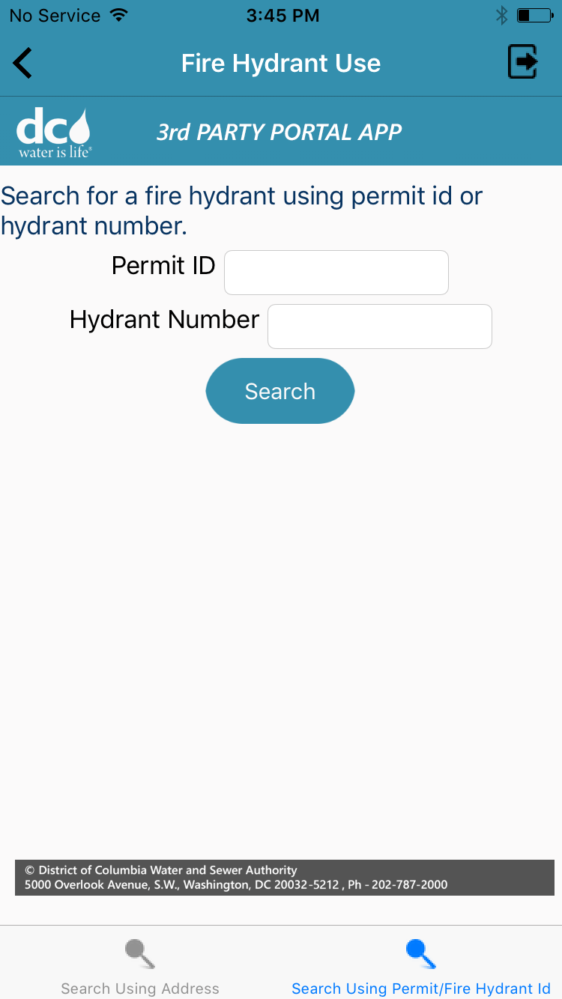 No Service 3:45 PM
Fire Hydrant Use
dc
water is life®
3rd PARTY PORTAL APP
Search for a fire hydrant using permit id or
hydrant number.
Permit ID
Hydrant Number
Search
© District of Columbia Water and Sewer Authority
5000 Overlook Avenue, S.W., Washington, DC 20032-5212 , Ph - 202-787-2000
Search Using Address
Search Using Permit/Fire Hydrant Id